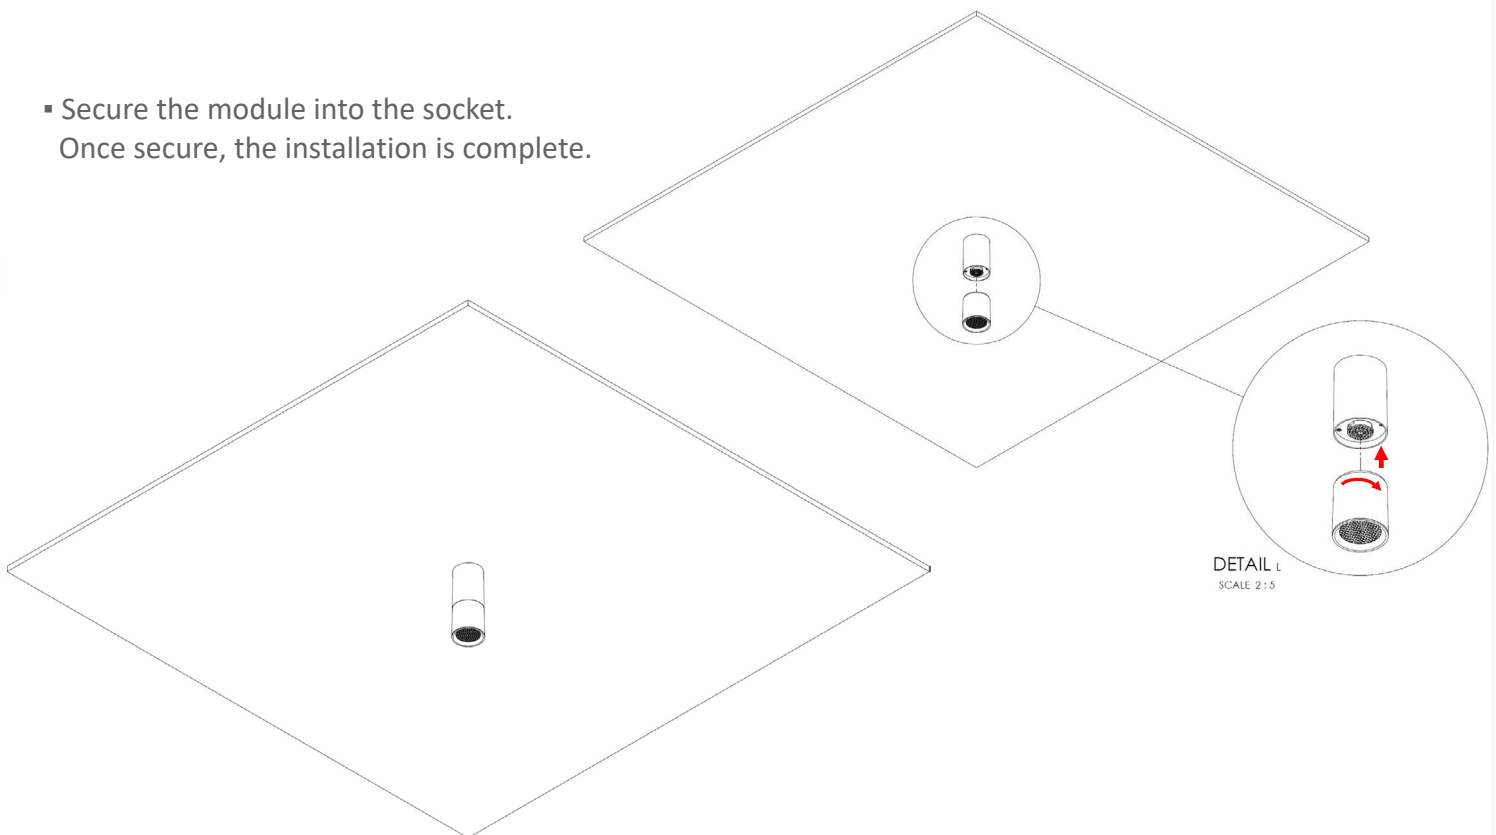 ▪ Secure the module into the socket.
Once secure, the installation is complete.
DETAIL L
SCALE 2 : 5